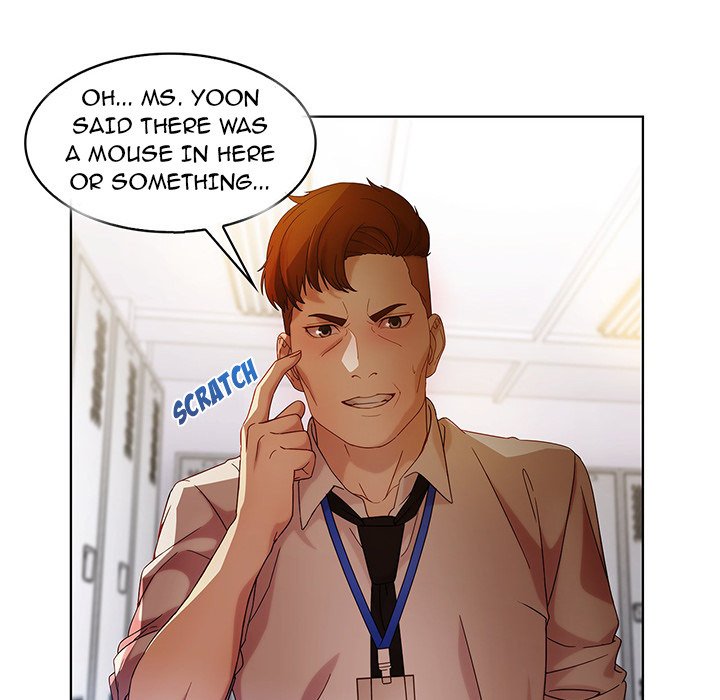 OH... MS. YOON
SAID THERE WAS
A MOUSE IN HERE
OR SOMETHING...
SCRATCH